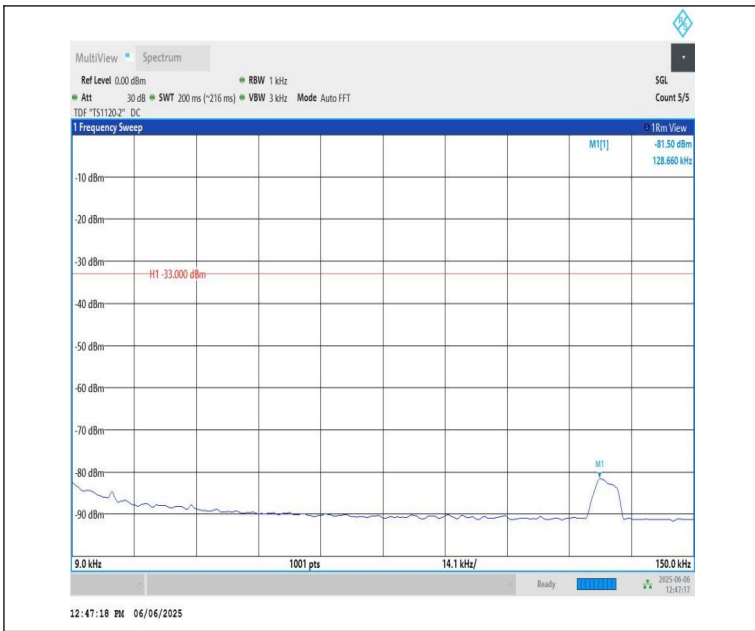 R S
MultiView Spectrum
Ref Level 0.00 dBm RBW 1 kHz SGL
Att 30 dB SWT 200 ms (~216 ms) VBW 3 kHz Mode Auto FFT Count 5/5
TDF "TS1120-2" DC
1 Frequency Sweep 1Rm View
M1[1] -81.50 dBm
128.660 kHz
-10 dBm
-20 dBm
-30 dBm
H1 -33.000 dBm
-40 dBm
-50 dBm
-60 dBm
-70 dBm
M1
-80 dBm
-90 dBm
9.0 kHz 1001 pts 14.1 kHz/ 150.0 kHz
Ready 2025-06-06
12:47:17
12:47:18 PM 06/06/2025